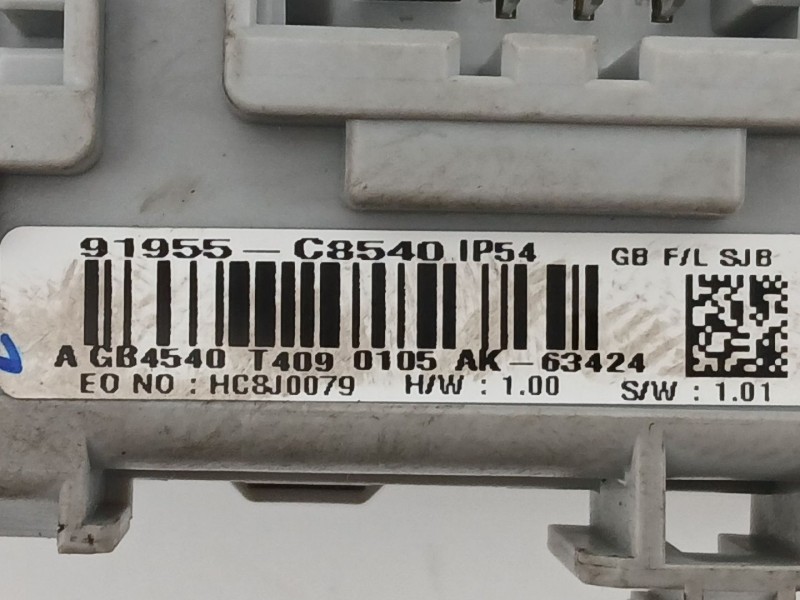 91955-C8540 IP54 GB F/L SJB
A GB4540 T409 0105 AK-63424
EO NO : HC8J0079 H/W : 1.00 S/W : 1.01